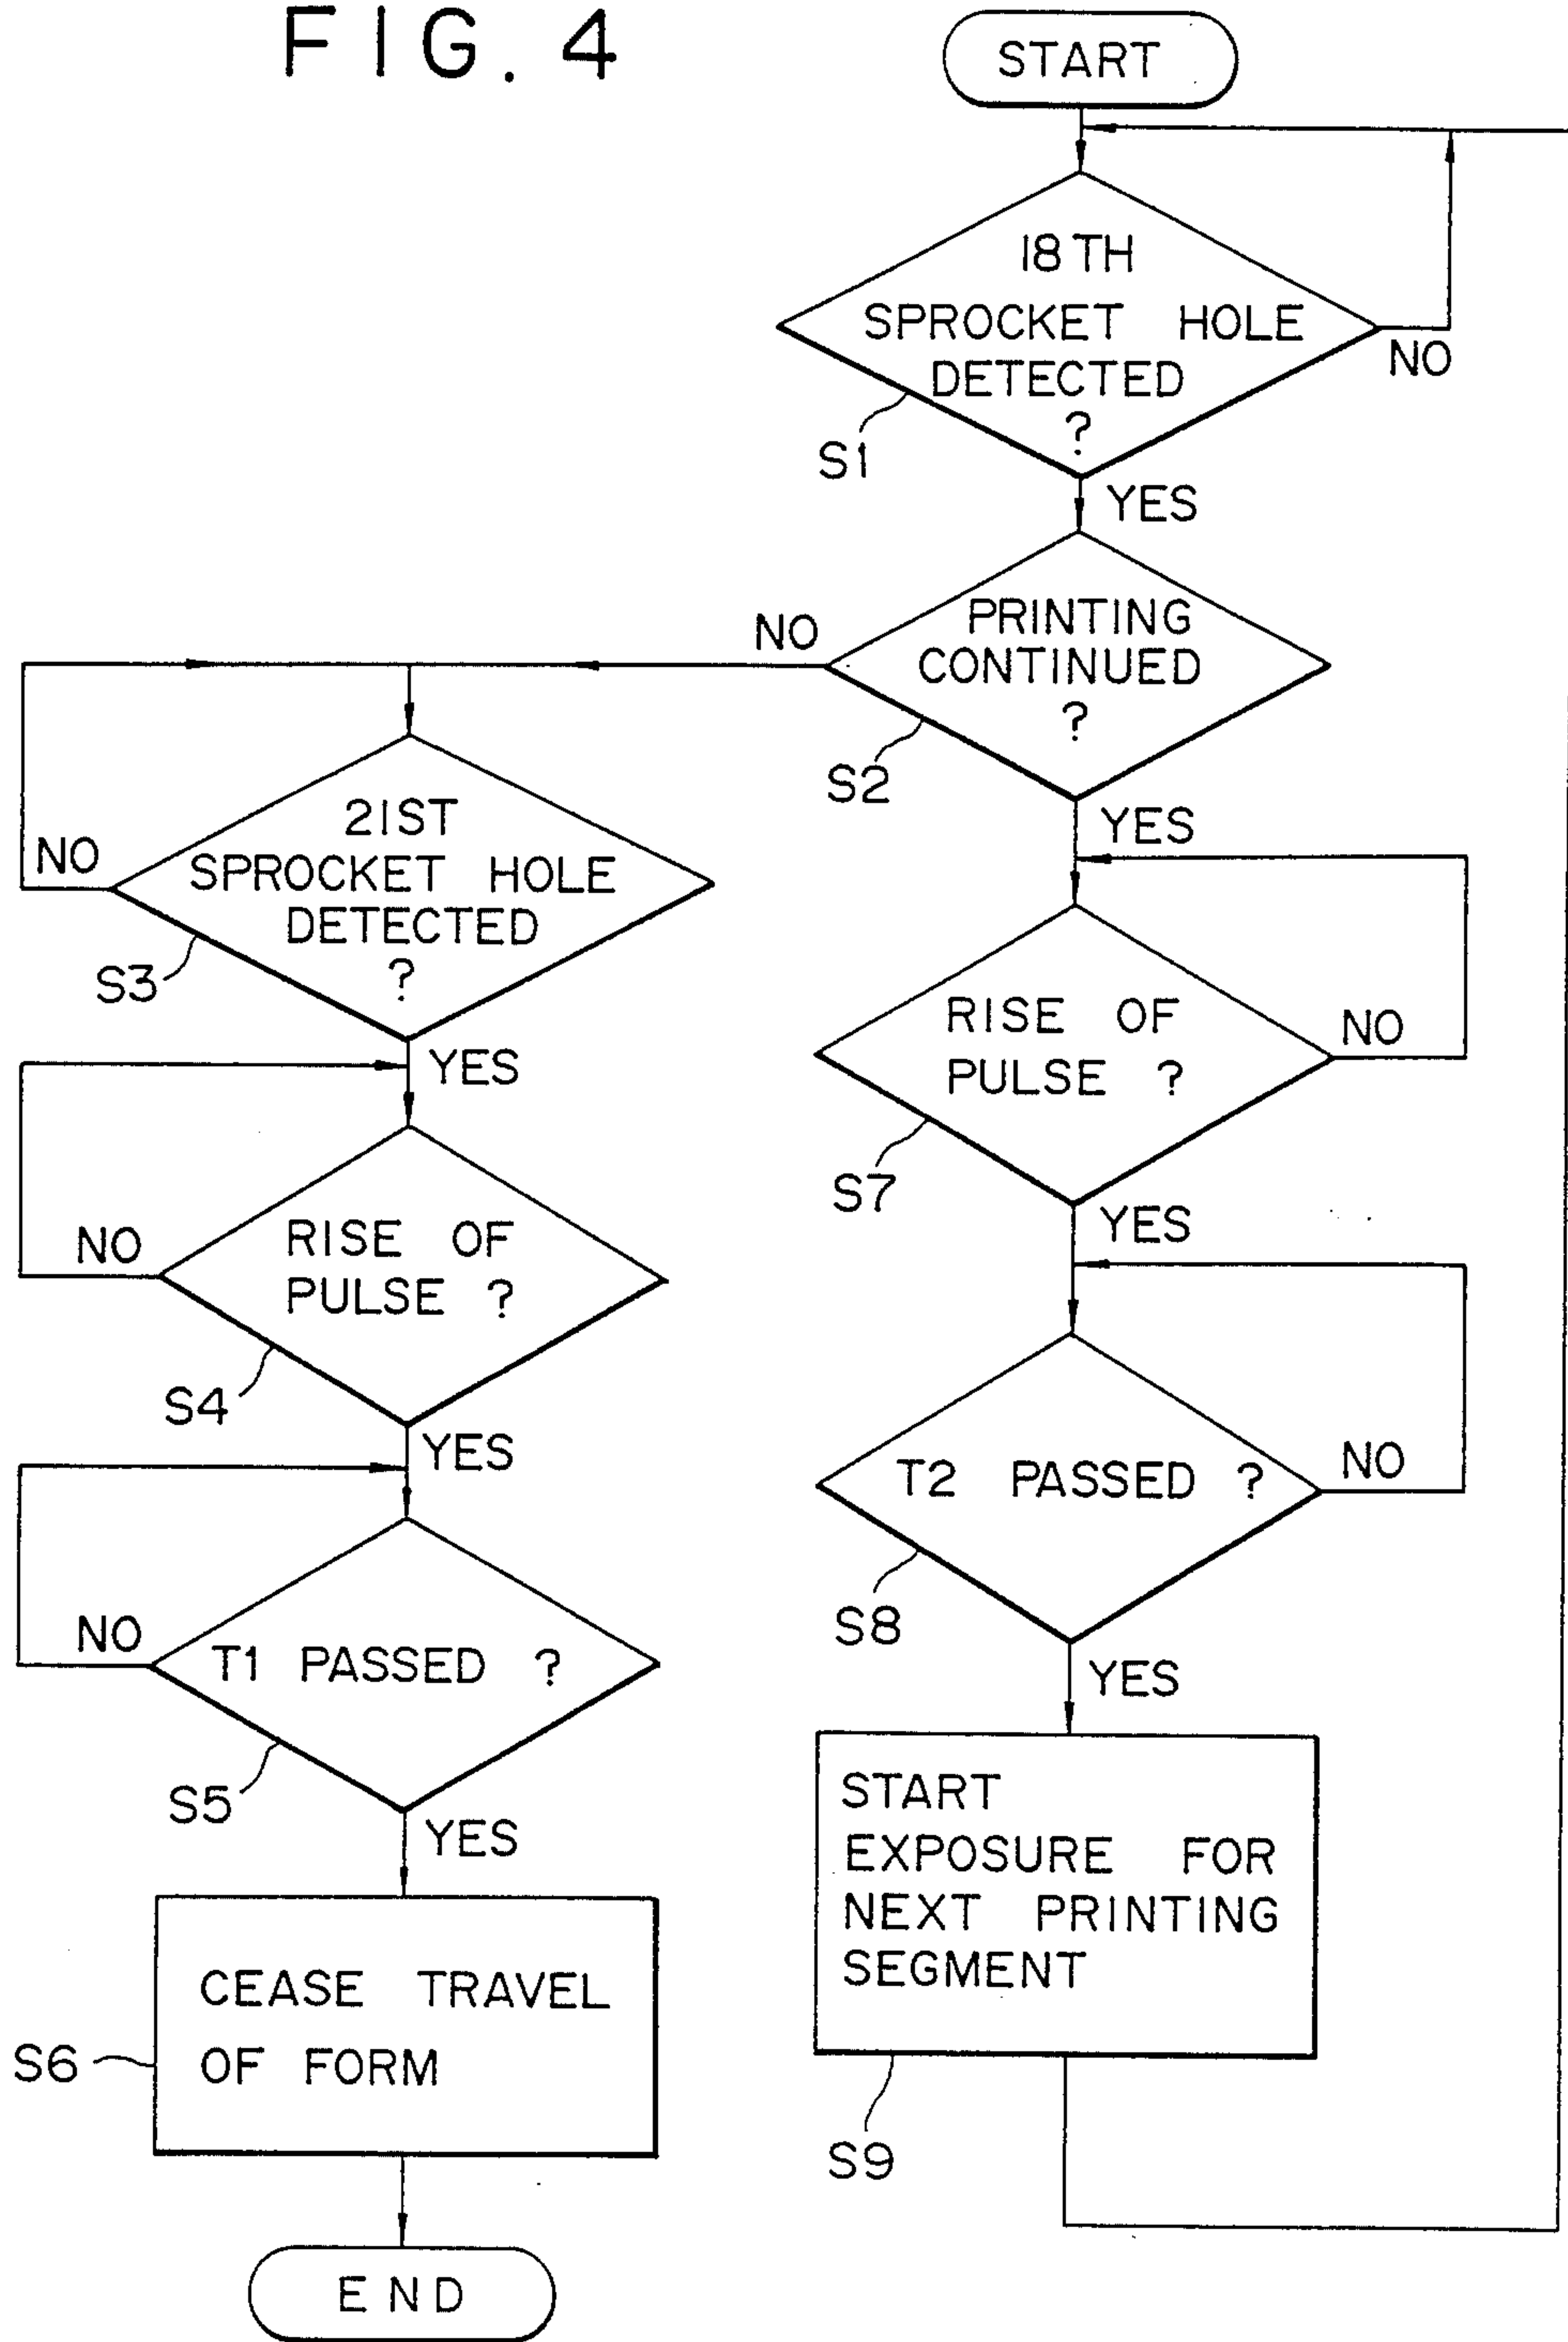 FIG. 4
START
18TH
SPROCKET HOLE
DETECTED
?
NO
S1
YES
PRINTING
CONTINUED
?
NO
S2
YES
21ST
SPROCKET HOLE
DETECTED
?
NO
S3
YES
RISE OF
PULSE ?
NO
S4
YES
T1 PASSED ?
NO
S5
YES
CEASE TRAVEL
OF FORM
S6
END
RISE OF
PULSE ?
NO
S7
YES
T2 PASSED ?
NO
S8
YES
START
EXPOSURE FOR
NEXT PRINTING
SEGMENT
S9